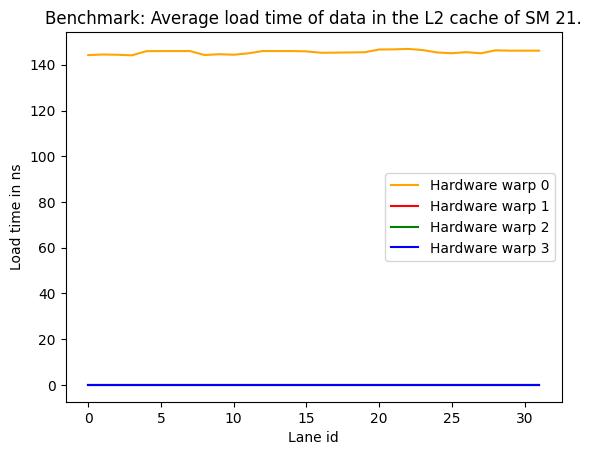 Benchmark: Average load time of data in the L2 cache of SM 21.
140
120
100
80
60
40
20
0
Load time in ns
Hardware warp 0
Hardware warp 1
Hardware warp 2
Hardware warp 3
0 5 10 15 20 25 30
Lane id